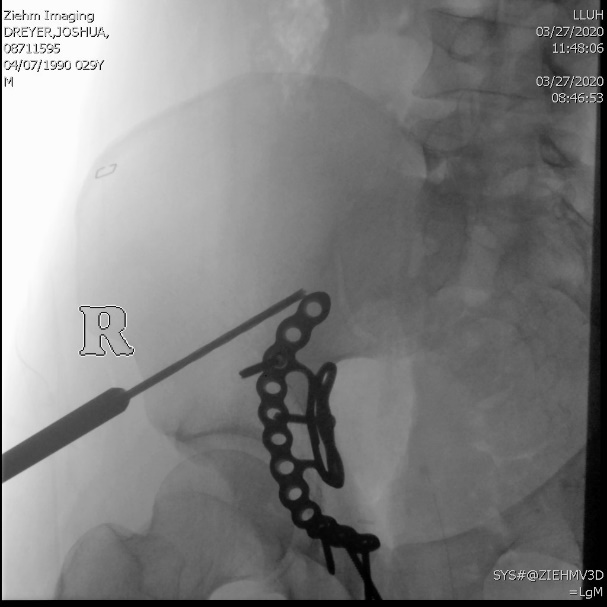 Ziehm Imaging
DREYER,JOSHUA,
08711595
04/07/1990 029Y
M
LLUH
03/27/2020
11:48:06
03/27/2020
08:46:53
R
SYS#@ZIEHMV3D
=LgM